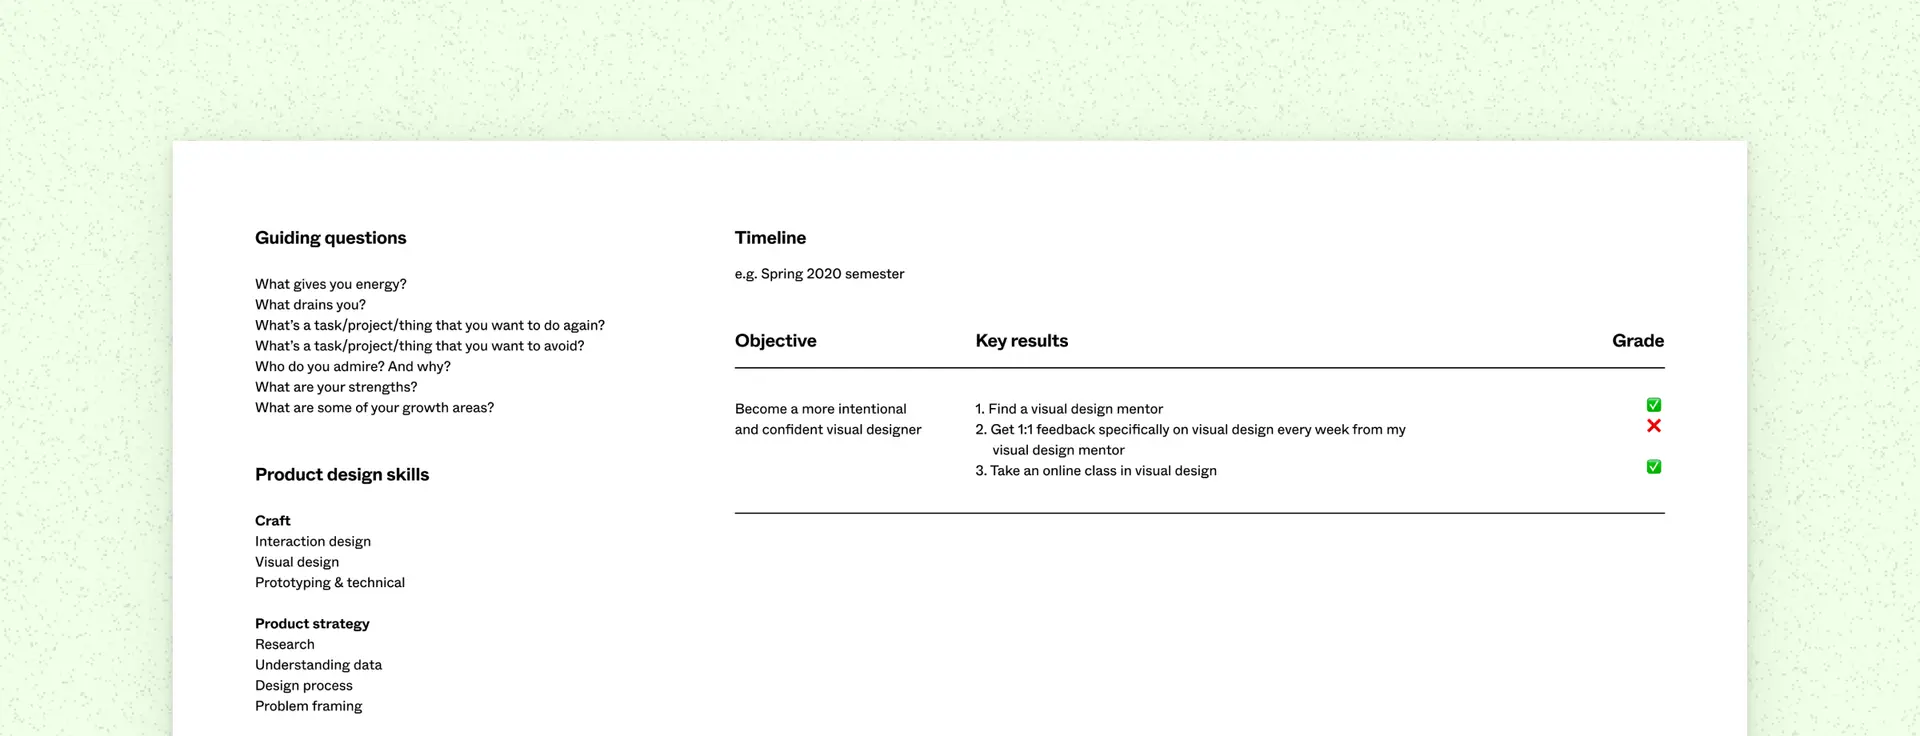 Guiding questions
What gives you energy?
What drains you?
What’s a task/project/thing that you want to do again?
What’s a task/project/thing that you want to avoid?
Who do you admire? And why?
What are your strengths?
What are some of your growth areas?
Product design skills
Craft
Interaction design
Visual design
Prototyping & technical
Product strategy
Research
Understanding data
Design process
Problem framing
Timeline
e.g. Spring 2020 semester
Objective Key results Grade
Become a more intentional
and confident visual designer
1. Find a visual design mentor ✅
2. Get 1:1 feedback specifically on visual design every week from my ❌
visual design mentor
3. Take an online class in visual design ✅